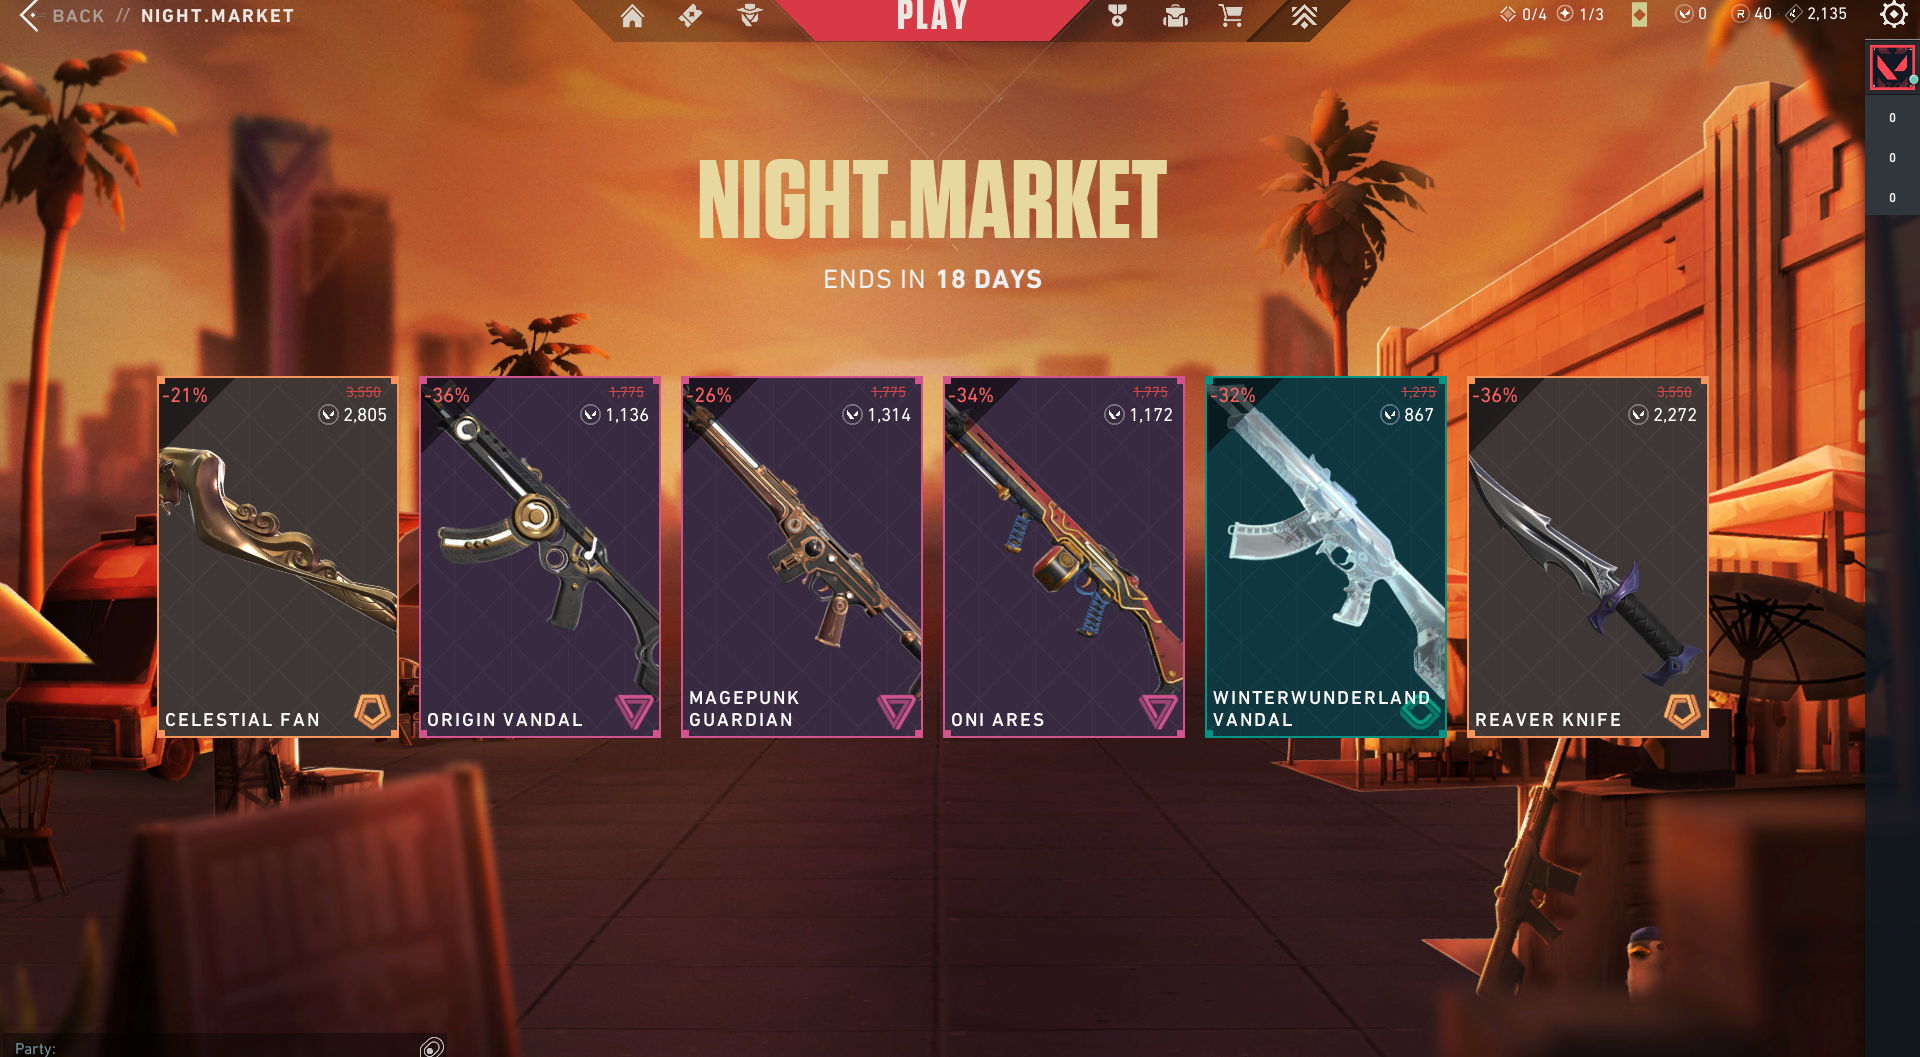 BACK // NIGHT.MARKET
PLAY
0/4 1/3 0 40 2,135
0
0
0
NIGHT.MARKET
ENDS IN 18 DAYS
-21% 3,550
2,805
CELESTIAL FAN
-36% 1,775
1,136
ORIGIN VANDAL
-26% 1,775
1,314
MAGEPUNK
GUARDIAN
-34% 1,775
1,172
ONI ARES
-32% 1,275
867
WINTERWUNDERLAND
VANDAL
-36% 3,550
2,272
REAVER KNIFE
NIGHT
Party: